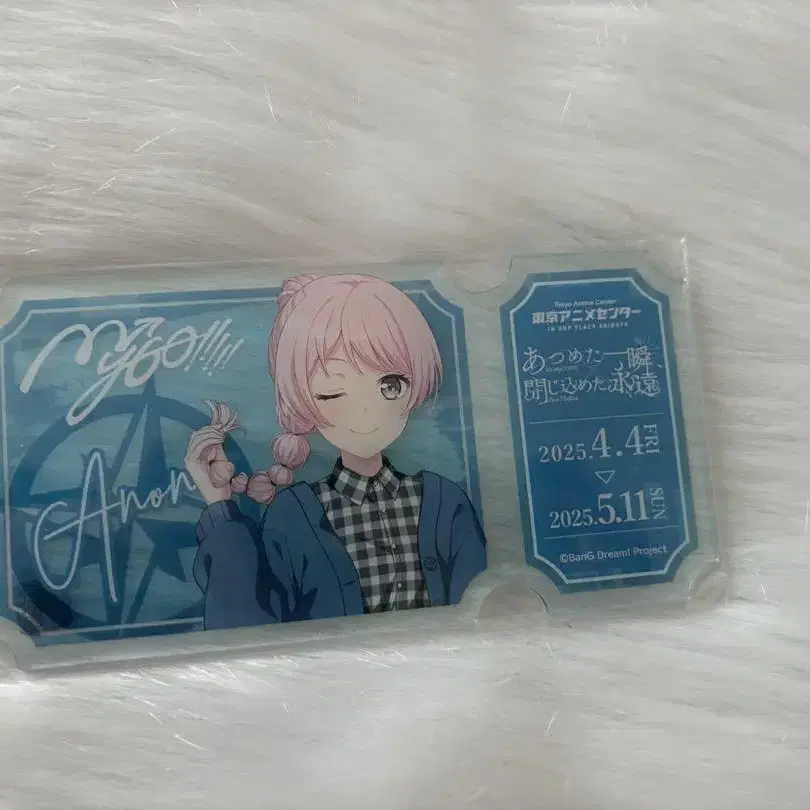 MyGO!!!!!
Anon
Tokyo Anime Center
東京アニメセンター
IN DNP PLAZA SHIBUYA
あつめた一瞬、
閉じ込めた永遠
2025.4.4 FRI
▽
2025.5.11 SUN
©BanG Dream! Project